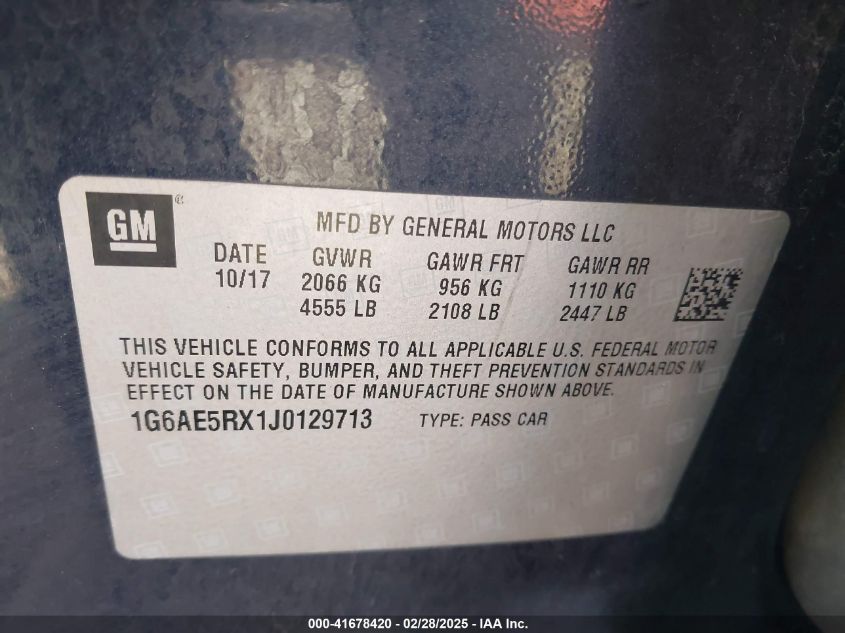 GM ®
MFD BY GENERAL MOTORS LLC
DATE GVWR GAWR FRT GAWR RR
10/17 2066 KG 956 KG 1110 KG
4555 LB 2108 LB 2447 LB
THIS VEHICLE CONFORMS TO ALL APPLICABLE U.S. FEDERAL MOTOR
VEHICLE SAFETY, BUMPER, AND THEFT PREVENTION STANDARDS IN
EFFECT ON THE DATE OF MANUFACTURE SHOWN ABOVE.
1G6AE5RX1J0129713 TYPE: PASS CAR
000-41678420 - 02/28/2025 - IAA Inc.